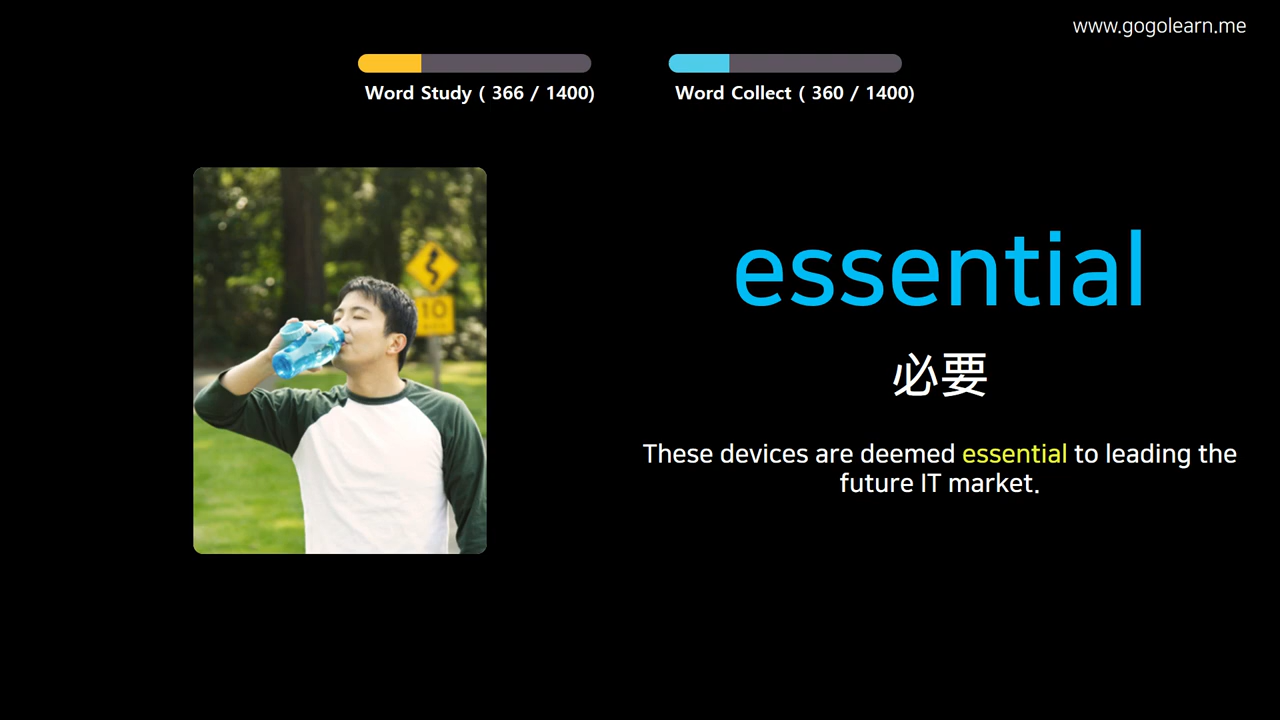 www.gogolearn.me
Word Study ( 366 / 1400)
Word Collect ( 360 / 1400)
10
essential
必要
These devices are deemed essential to leading the
future IT market.